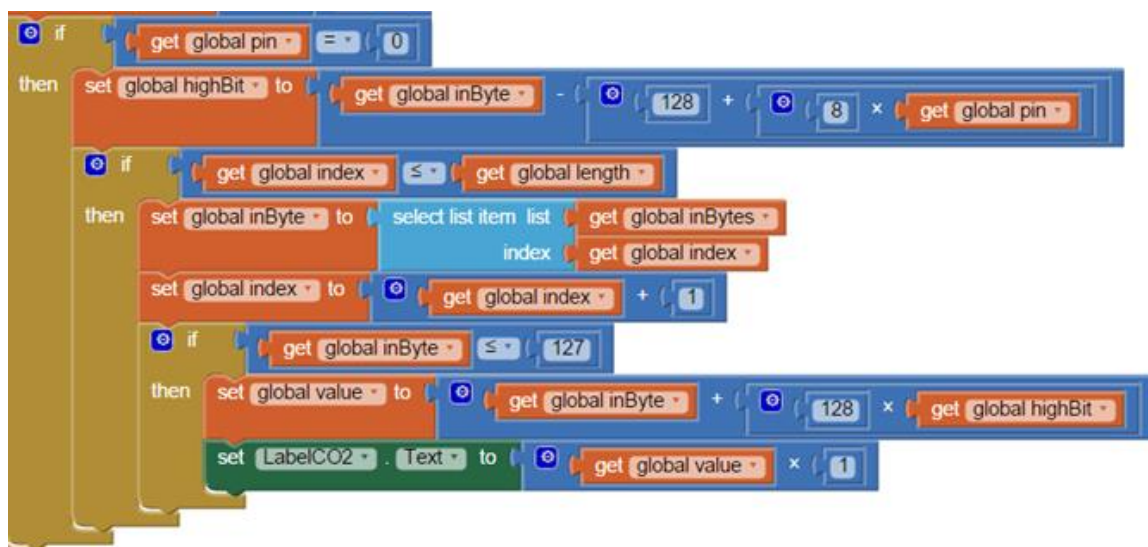 if get global pin = 0
then set global highBit to get global inByte - 128 + 8 × get global pin
if get global index ≤ get global length
then set global inByte to select list item list get global inBytes
index get global index
set global index to get global index + 1
if get global inByte ≤ 127
then set global value to get global inByte + 128 × get global highBit
set LabelCO2 . Text to get global value × 1